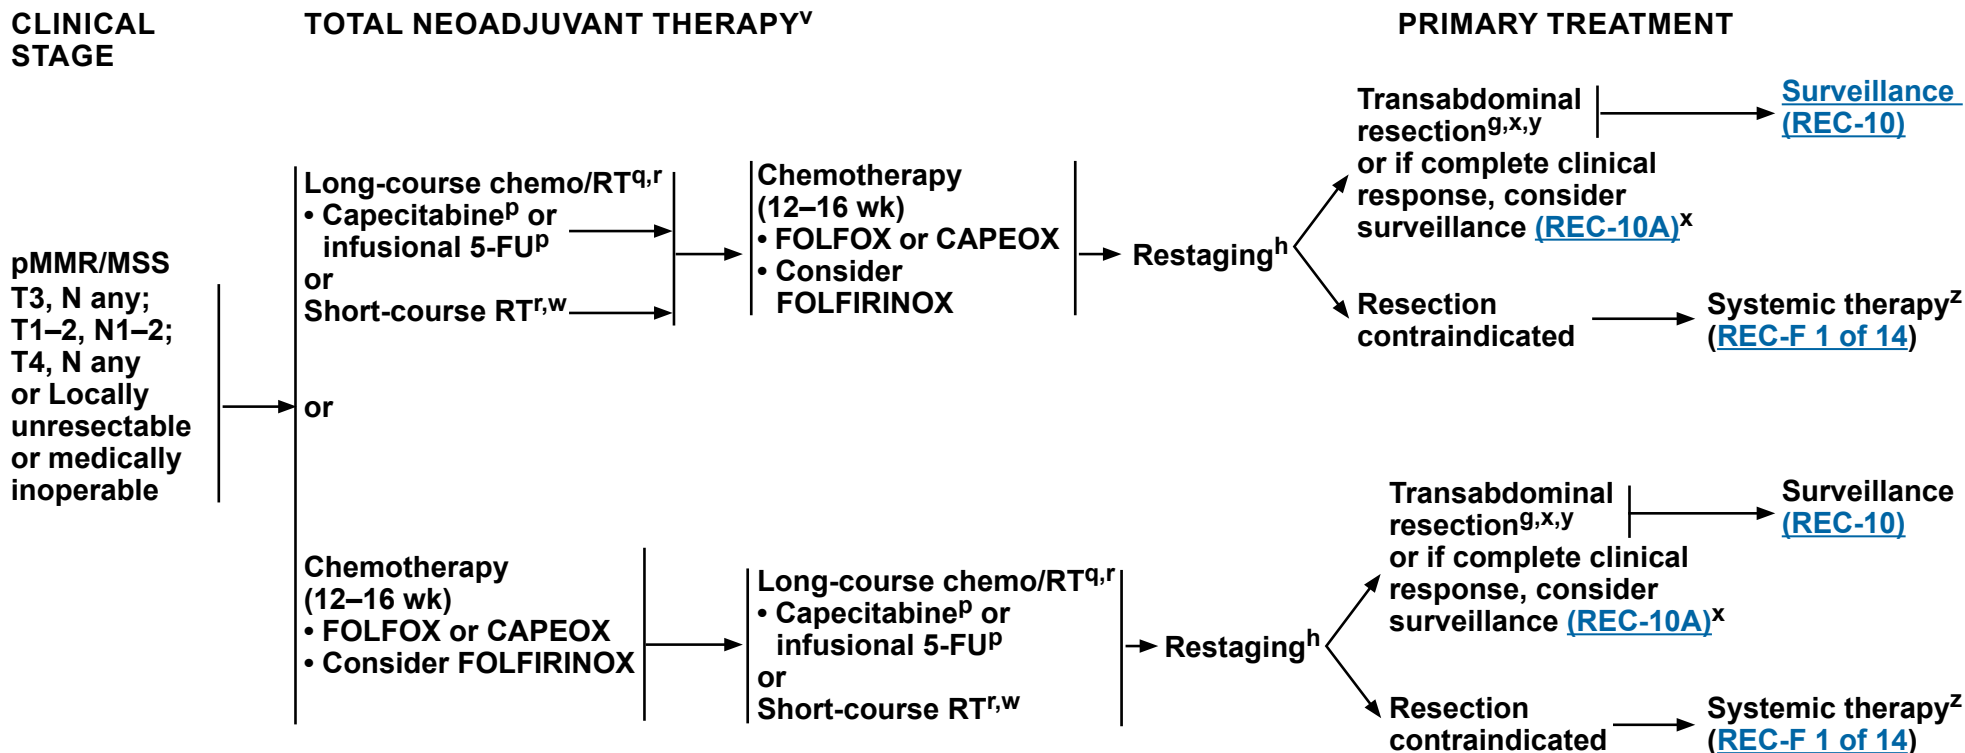 CLINICAL
STAGE
TOTAL NEOADJUVANT THERAPYv
PRIMARY TREATMENT
pMMR/MSS
T3, N any;
T1–2, N1–2;
T4, N any
or Locally
unresectable
or medically
inoperable
Long-course chemo/RTq,r
• Capecitabinep or
infusional 5-FUp
or
Short-course RTr,w
Chemotherapy
(12–16 wk)
• FOLFOX or CAPEOX
• Consider
FOLFIRINOX
Restagingh
Transabdominal
resectiong,x,y
or if complete clinical
response, consider
surveillance (REC-10A)x
Surveillance
(REC-10)
Resection
contraindicated
Systemic therapyz
(REC-F 1 of 14)
or
Chemotherapy
(12–16 wk)
• FOLFOX or CAPEOX
• Consider FOLFIRINOX
Long-course chemo/RTq,r
• Capecitabinep or
infusional 5-FUp
or
Short-course RTr,w
Restagingh
Transabdominal
resectiong,x,y
or if complete clinical
response, consider
surveillance (REC-10A)x
Surveillance
(REC-10)
Resection
contraindicated
Systemic therapyz
(REC-F 1 of 14)